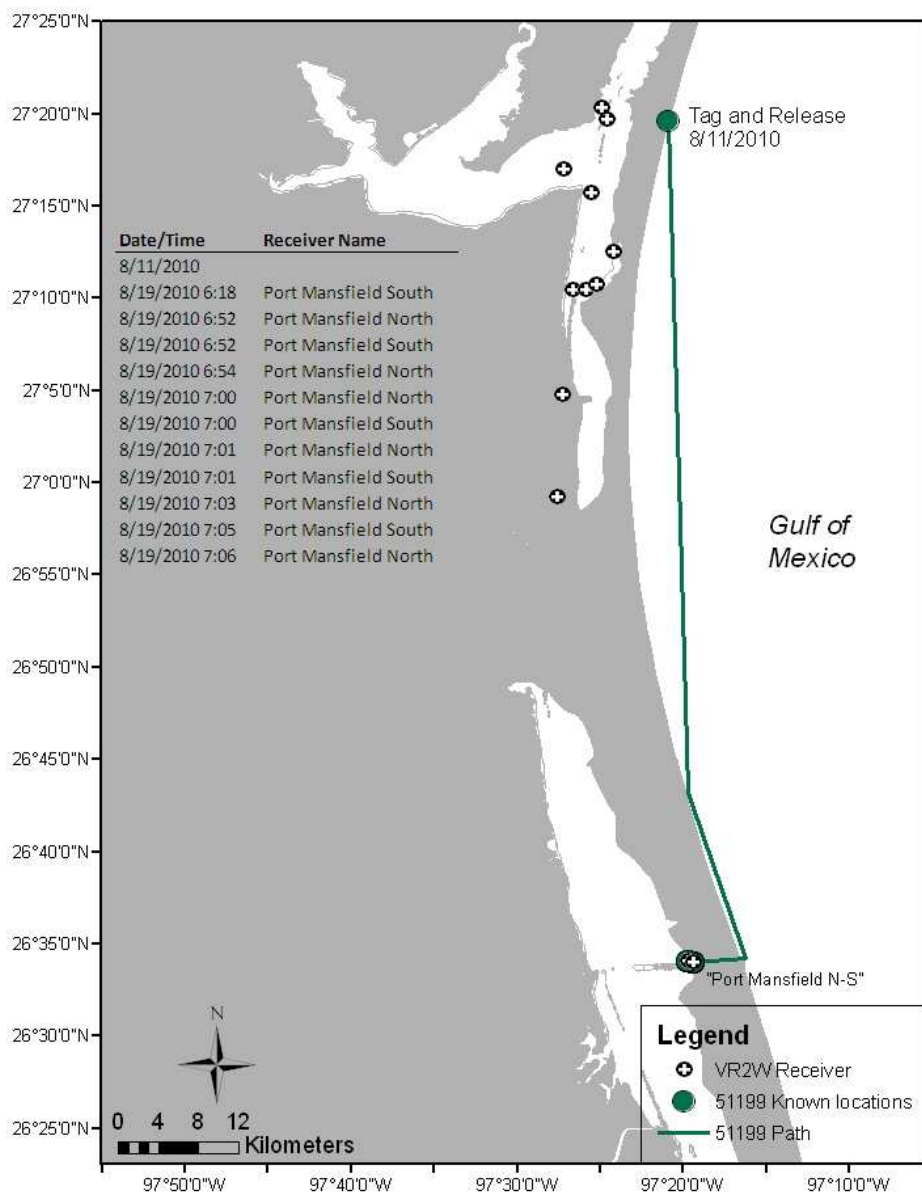 27°25'0"N
27°20'0"N
27°15'0"N
27°10'0"N
27°5'0"N
27°0'0"N
26°55'0"N
26°50'0"N
26°45'0"N
26°40'0"N
26°35'0"N
26°30'0"N
26°25'0"N
Tag and Release
8/11/2010
Date/Time Receiver Name
8/11/2010
8/19/2010 6:18 Port Mansfield South
8/19/2010 6:52 Port Mansfield North
8/19/2010 6:52 Port Mansfield South
8/19/2010 6:54 Port Mansfield North
8/19/2010 7:00 Port Mansfield North
8/19/2010 7:00 Port Mansfield South
8/19/2010 7:01 Port Mansfield North
8/19/2010 7:01 Port Mansfield South
8/19/2010 7:03 Port Mansfield North
8/19/2010 7:05 Port Mansfield South
8/19/2010 7:06 Port Mansfield North
Gulf of
Mexico
"Port Mansfield N-S"
N
0 4 8 12
Kilometers
Legend
VR2W Receiver
51199 Known locations
51199 Path
97°50'0"W 97°40'0"W 97°30'0"W 97°20'0"W 97°10'0"W